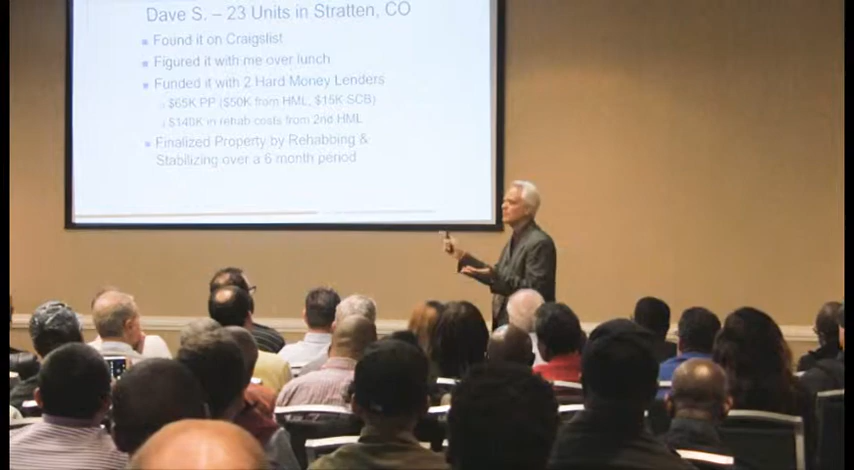 Dave S. – 23 Units in Stratten, CO
Found it on Craigslist
Figured it with me over lunch
Funded it with 2 Hard Money Lenders
$65K PP ($50K from HML, $15K SCB)
$140K in rehab costs from 2nd HML
Finalized Property by Rehabbing &
Stabilizing over a 6 month period